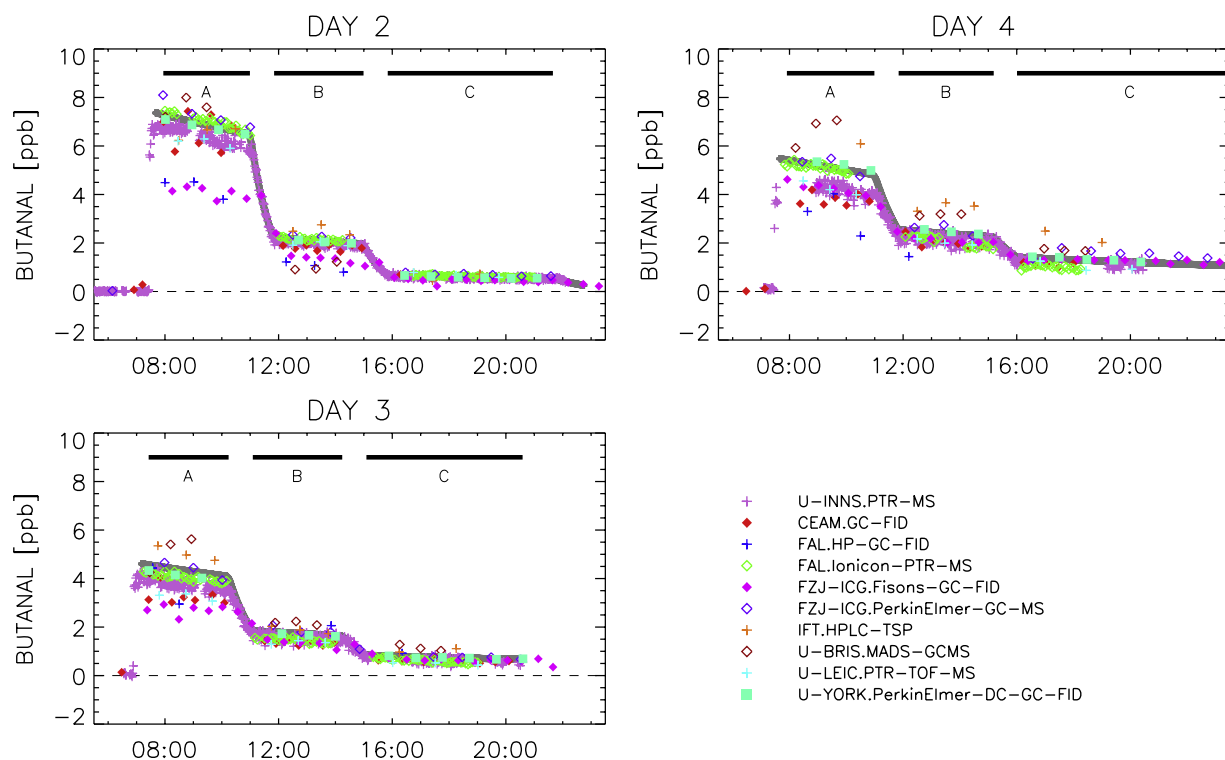 DAY 2
BUTANAL [ppb]
10
8
6
4
2
0
−2
A
B
C
08:00
12:00
16:00
20:00
DAY 4
BUTANAL [ppb]
10
8
6
4
2
0
−2
A
B
C
08:00
12:00
16:00
20:00
DAY 3
BUTANAL [ppb]
10
8
6
4
2
0
−2
A
B
C
08:00
12:00
16:00
20:00
U−INNS.PTR−MS
CEAM.GC−FID
FAL.HP−GC−FID
FAL.Ionicon−PTR−MS
FZJ−ICG.Fisons−GC−FID
FZJ−ICG.PerkinElmer−GC−MS
IFT.HPLC−TSP
U−BRIS.MADS−GCMS
U−LEIC.PTR−TOF−MS
U−YORK.PerkinElmer−DC−GC−FID